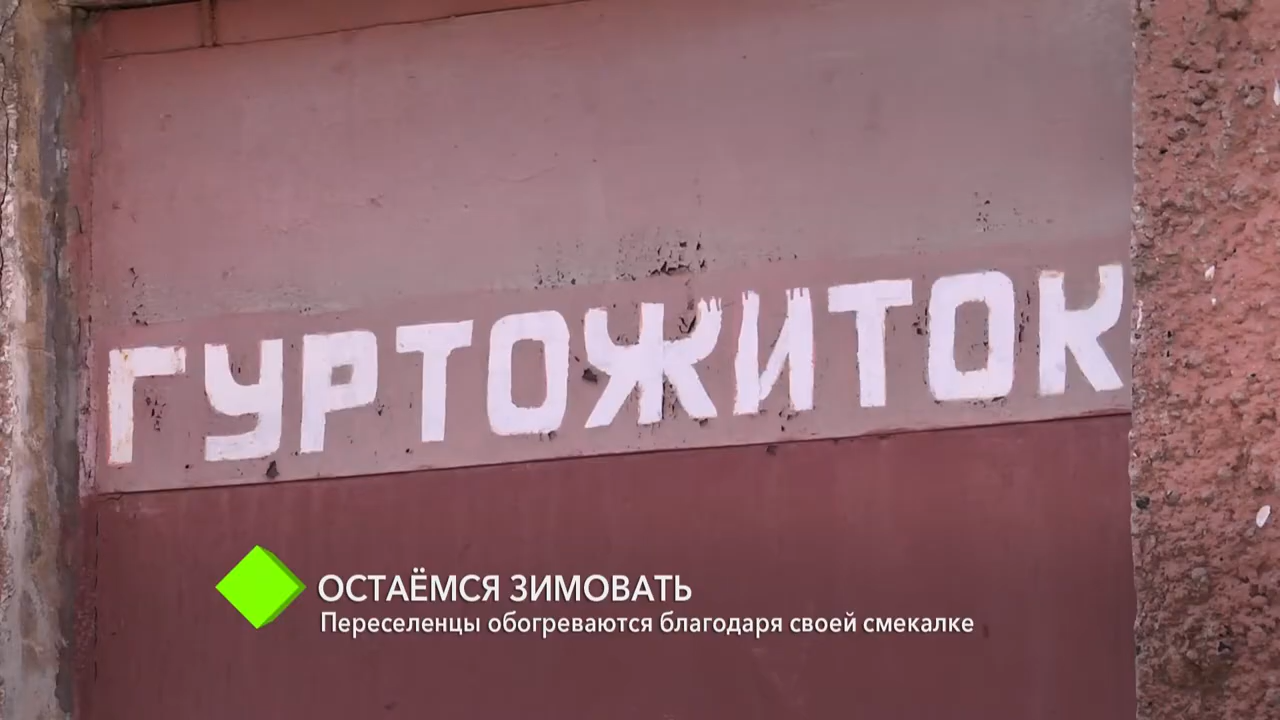 ГУРТОЖИТОК
ОСТАЁМСЯ ЗИМОВАТЬ
Переселенцы обогреваются благодаря своей смекалке